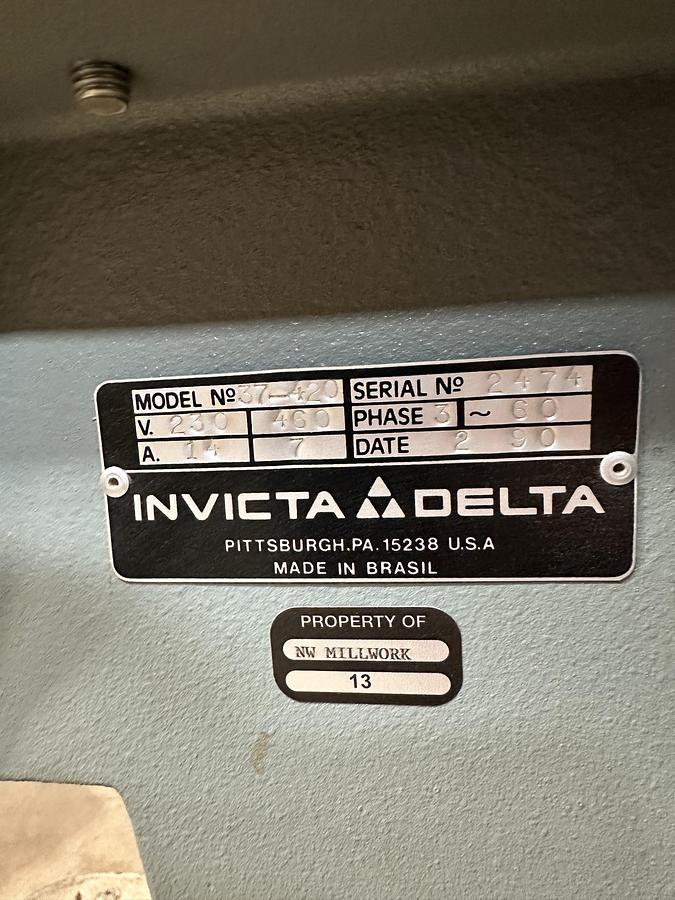 MODEL Nº 37-420 SERIAL Nº 2474
V. 230 460 PHASE 3 ~ 60
A. 14 7 DATE 2 90
INVICTA DELTA
PITTSBURGH.PA.15238 U.S.A
MADE IN BRASIL
PROPERTY OF
NW MILLWORK
13